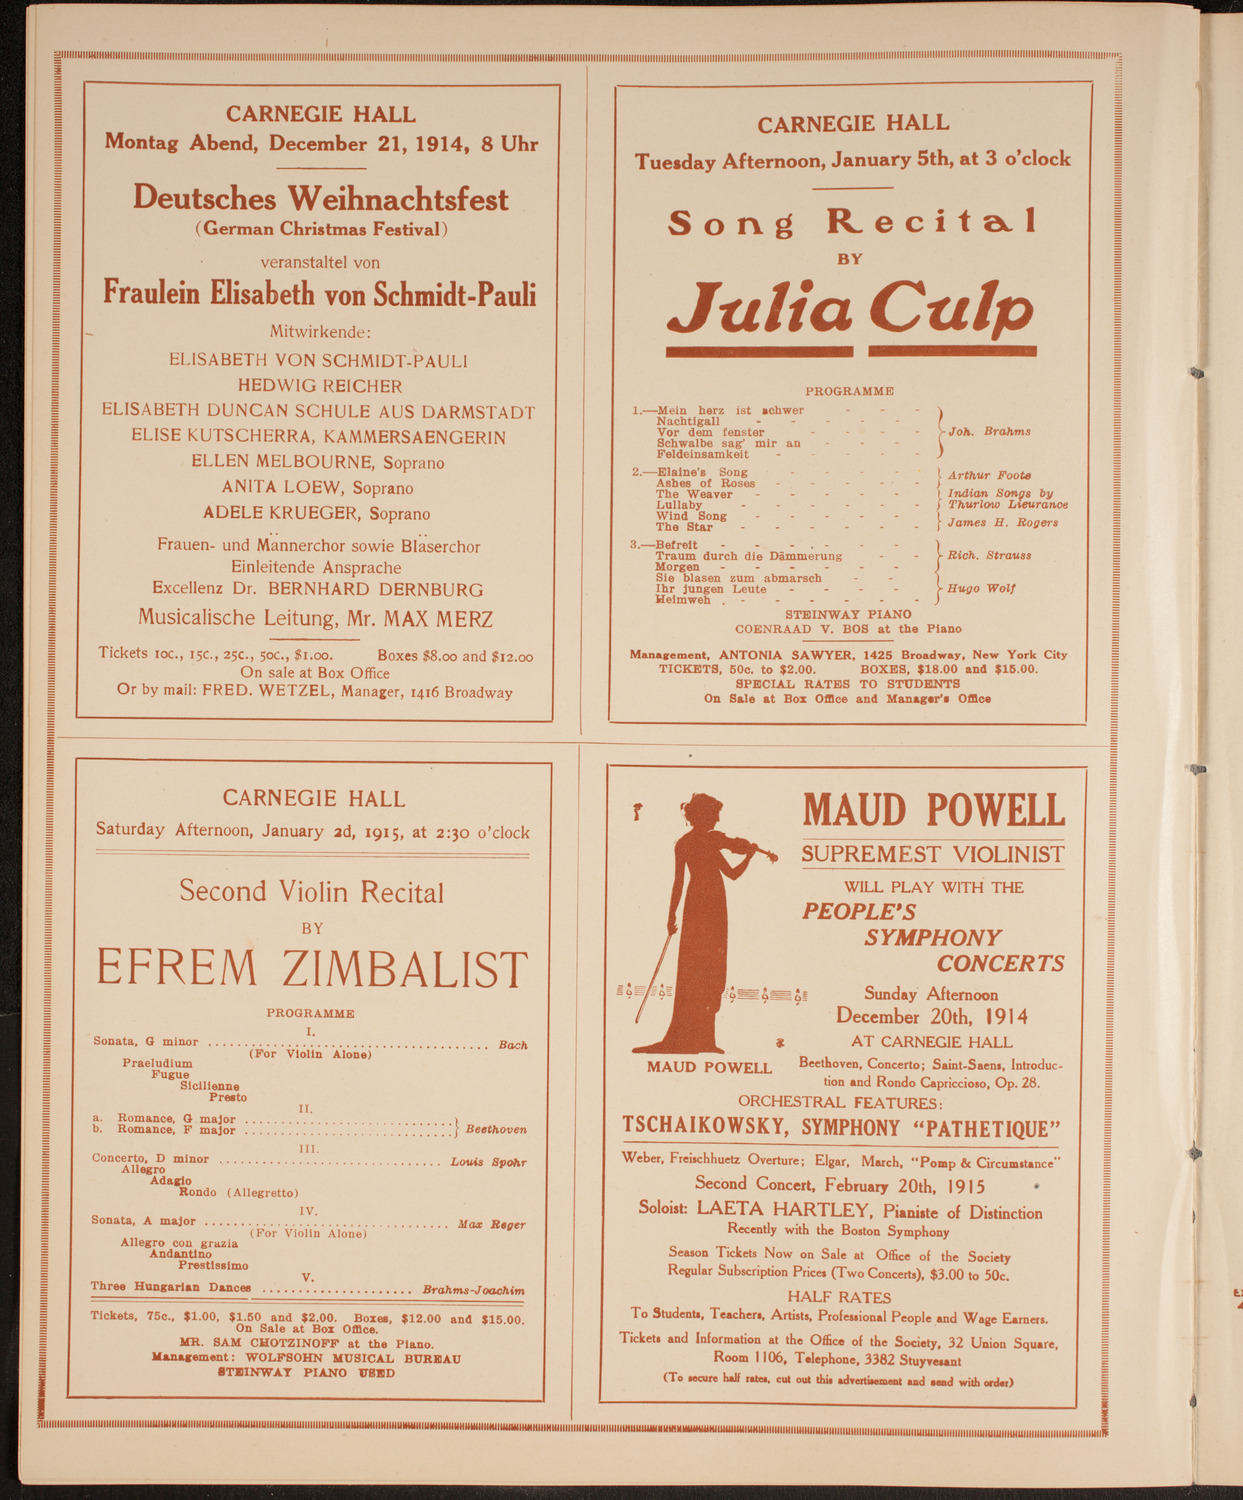 CARNEGIE HALL
Montag Abend, December 21, 1914, 8 Uhr
Deutsches Weihnachtsfest
(German Christmas Festival)
veranstaltel von
Fraulein Elisabeth von Schmidt-Pauli
Mitwirkende:
ELISABETH VON SCHMIDT-PAULI
HEDWIG REICHER
ELISABETH DUNCAN SCHULE AUS DARMSTADT
ELISE KUTSCHERRA, KAMMERSAENGERIN
ELLEN MELBOURNE, Soprano
ANITA LOEW, Soprano
ADELE KRUEGER, Soprano
Frauen- und Männerchor sowie Bläserchor
Einleitende Ansprache
Excellenz Dr. BERNHARD DERNBURG
Musicalische Leitung, Mr. MAX MERZ
Tickets 10c., 15c., 25c., 50c., $1.00. Boxes $8.00 and $12.00
On sale at Box Office
Or by mail: FRED. WETZEL, Manager, 1416 Broadway
CARNEGIE HALL
Tuesday Afternoon, January 5th, at 3 o'clock
Song Recital
BY
Julia Culp
PROGRAMME
1.—Mein herz ist schwer - - -
Nachtigall - - - - - -
Vor dem fenster - - - -
Schwalbe sag' mir an - - -
Feldeinsamkeit - - - - -
Joh. Brahms
2.—Elaine's Song - - - -
Ashes of Roses - - - - -
Arthur Foote
The Weaver - - - - -
Lullaby - - - - - -
Indian Songs by
Thurlow Lieurance
Wind Song - - - - -
The Star - - - - - -
James H. Rogers
3.—Befreit - - - - - -
Traum durch die Dämmerung - -
Morgen - - - - - -
Rich. Strauss
Sie blasen zum abmarsch - - -
Ihr jungen Leute - - - -
Heimweh - - - - - -
Hugo Wolf
STEINWAY PIANO
COENRAAD V. BOS at the Piano
Management, ANTONIA SAWYER, 1425 Broadway, New York City
TICKETS, 50c. to $2.00. BOXES, $18.00 and $15.00.
SPECIAL RATES TO STUDENTS
On Sale at Box Office and Manager's Office
CARNEGIE HALL
Saturday Afternoon, January 2d, 1915, at 2:30 o'clock
Second Violin Recital
BY
EFREM ZIMBALIST
PROGRAMME
I.
Sonata, G minor ........ Bach
(For Violin Alone)
Praeludium
Fugue
Sicilienne
Presto
II.
a. Romance, G major ........
b. Romance, F major ........ Beethoven
III.
Concerto, D minor ........ Louis Spohr
Allegro
Adagio
Rondo (Allegretto)
IV.
Sonata, A major ........ Max Reger
(For Violin Alone)
Allegro con grazia
Andantino
Prestissimo
V.
Three Hungarian Dances ........ Brahms-Joachim
Tickets, 75c., $1.00, $1.50 and $2.00. Boxes, $12.00 and $15.00.
On Sale at Box Office.
MR. SAM CHOTZINOFF at the Piano.
Management: WOLFSOHN MUSICAL BUREAU
STEINWAY PIANO USED
MAUD POWELL
SUPREMEST VIOLINIST
WILL PLAY WITH THE
PEOPLE'S
SYMPHONY
CONCERTS
Sunday Afternoon
December 20th, 1914
AT CARNEGIE HALL
MAUD POWELL
Beethoven, Concerto; Saint-Saens, Introduc-
tion and Rondo Capriccioso, Op. 28.
ORCHESTRAL FEATURES:
TSCHAIKOWSKY, SYMPHONY "PATHETIQUE"
Weber, Freischhuetz Overture; Elgar, March, "Pomp & Circumstance"
Second Concert, February 20th, 1915
Soloist: LAETA HARTLEY, Pianiste of Distinction
Recently with the Boston Symphony
Season Tickets Now on Sale at Office of the Society
Regular Subscription Prices (Two Concerts), $3.00 to 50c.
HALF RATES
To Students, Teachers, Artists, Professional People and Wage Earners.
Tickets and Information at the Office of the Society, 32 Union Square,
Room 1106, Telephone, 3382 Stuyvesant
(To secure half rates, cut out this advertisement and send with order)